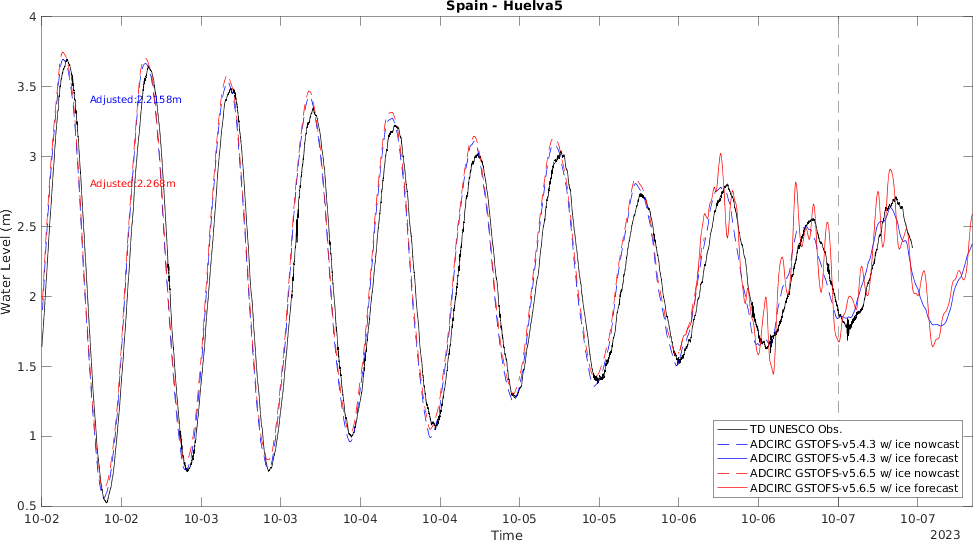 Spain - Huelva5
Water Level (m)
4
3.5
3
2.5
2
1.5
1
0.5
Adjusted:2.2158m
Adjusted:2.268m
TD UNESCO Obs.
ADCIRC GSTOFS-v5.4.3 w/ ice nowcast
ADCIRC GSTOFS-v5.4.3 w/ ice forecast
ADCIRC GSTOFS-v5.6.5 w/ ice nowcast
ADCIRC GSTOFS-v5.6.5 w/ ice forecast
10-02 10-02 10-03 10-03 10-04 10-04 10-05 10-05 10-06 10-06 10-07 10-07
2023
Time